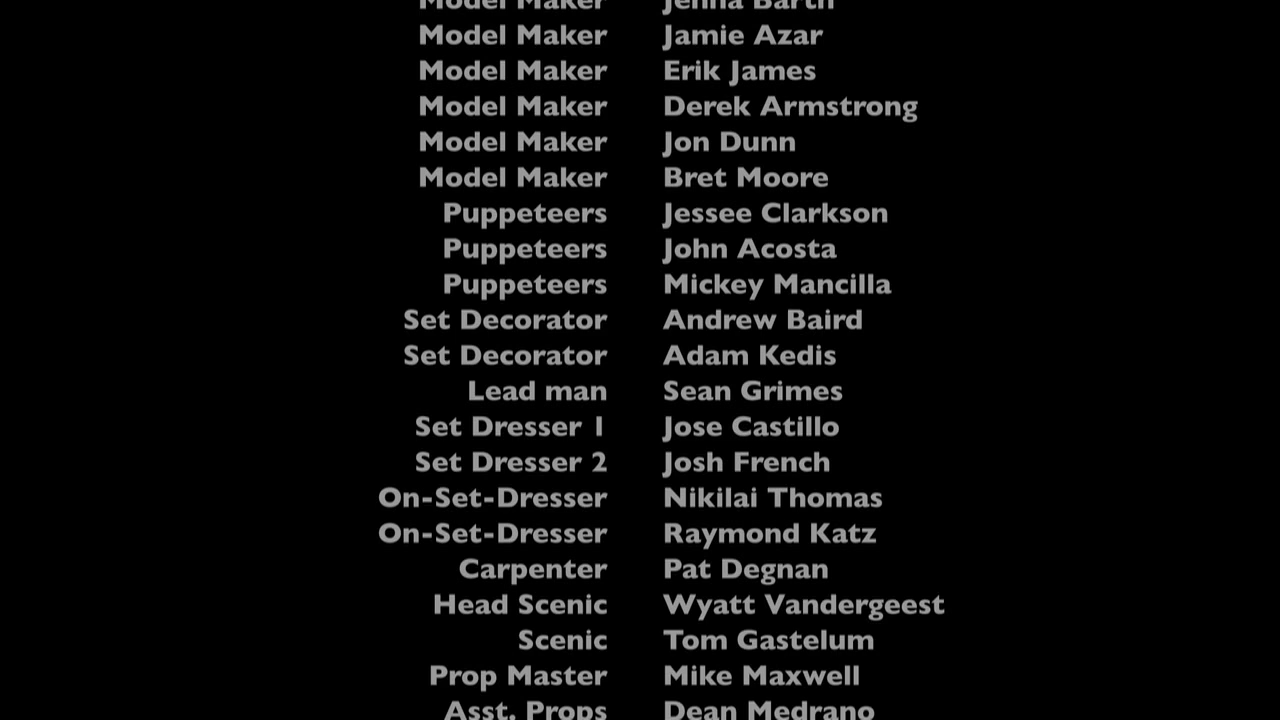 Model Maker Jenna Barth
Model Maker Jamie Azar
Model Maker Erik James
Model Maker Derek Armstrong
Model Maker Jon Dunn
Model Maker Bret Moore
Puppeteers Jessee Clarkson
Puppeteers John Acosta
Puppeteers Mickey Mancilla
Set Decorator Andrew Baird
Set Decorator Adam Kedis
Lead man Sean Grimes
Set Dresser 1 Jose Castillo
Set Dresser 2 Josh French
On-Set-Dresser Nikilai Thomas
On-Set-Dresser Raymond Katz
Carpenter Pat Degnan
Head Scenic Wyatt Vandergeest
Scenic Tom Gastelum
Prop Master Mike Maxwell
Asst. Props Dean Medrano